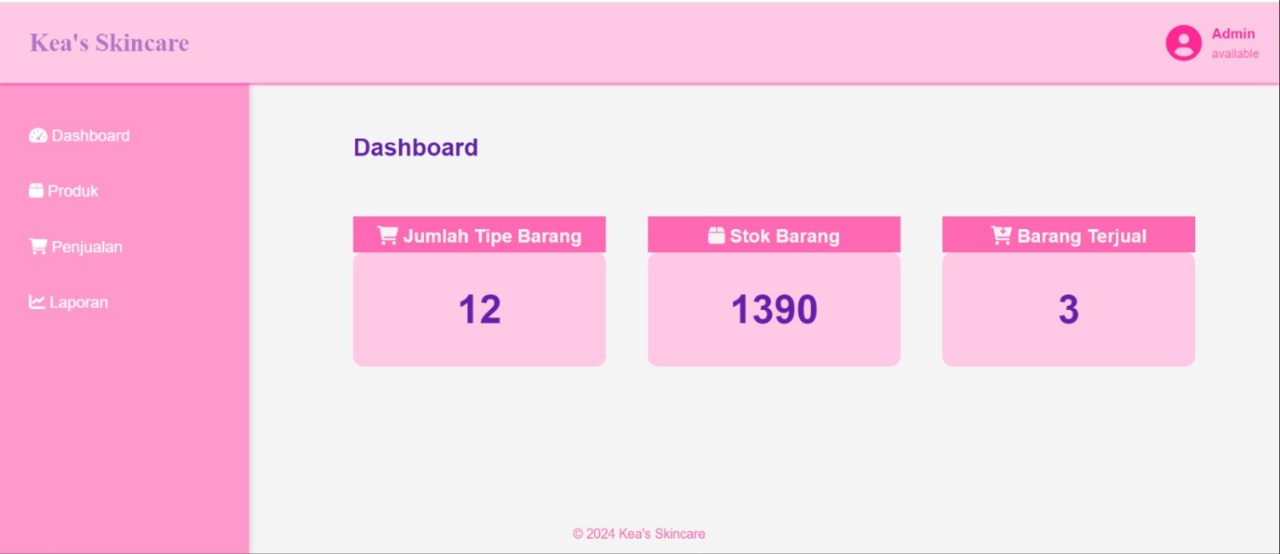 Kea's Skincare
Admin
available
Dashboard
Produk
Penjualan
Laporan
Dashboard
Jumlah Tipe Barang
12
Stok Barang
1390
Barang Terjual
3
© 2024 Kea's Skincare